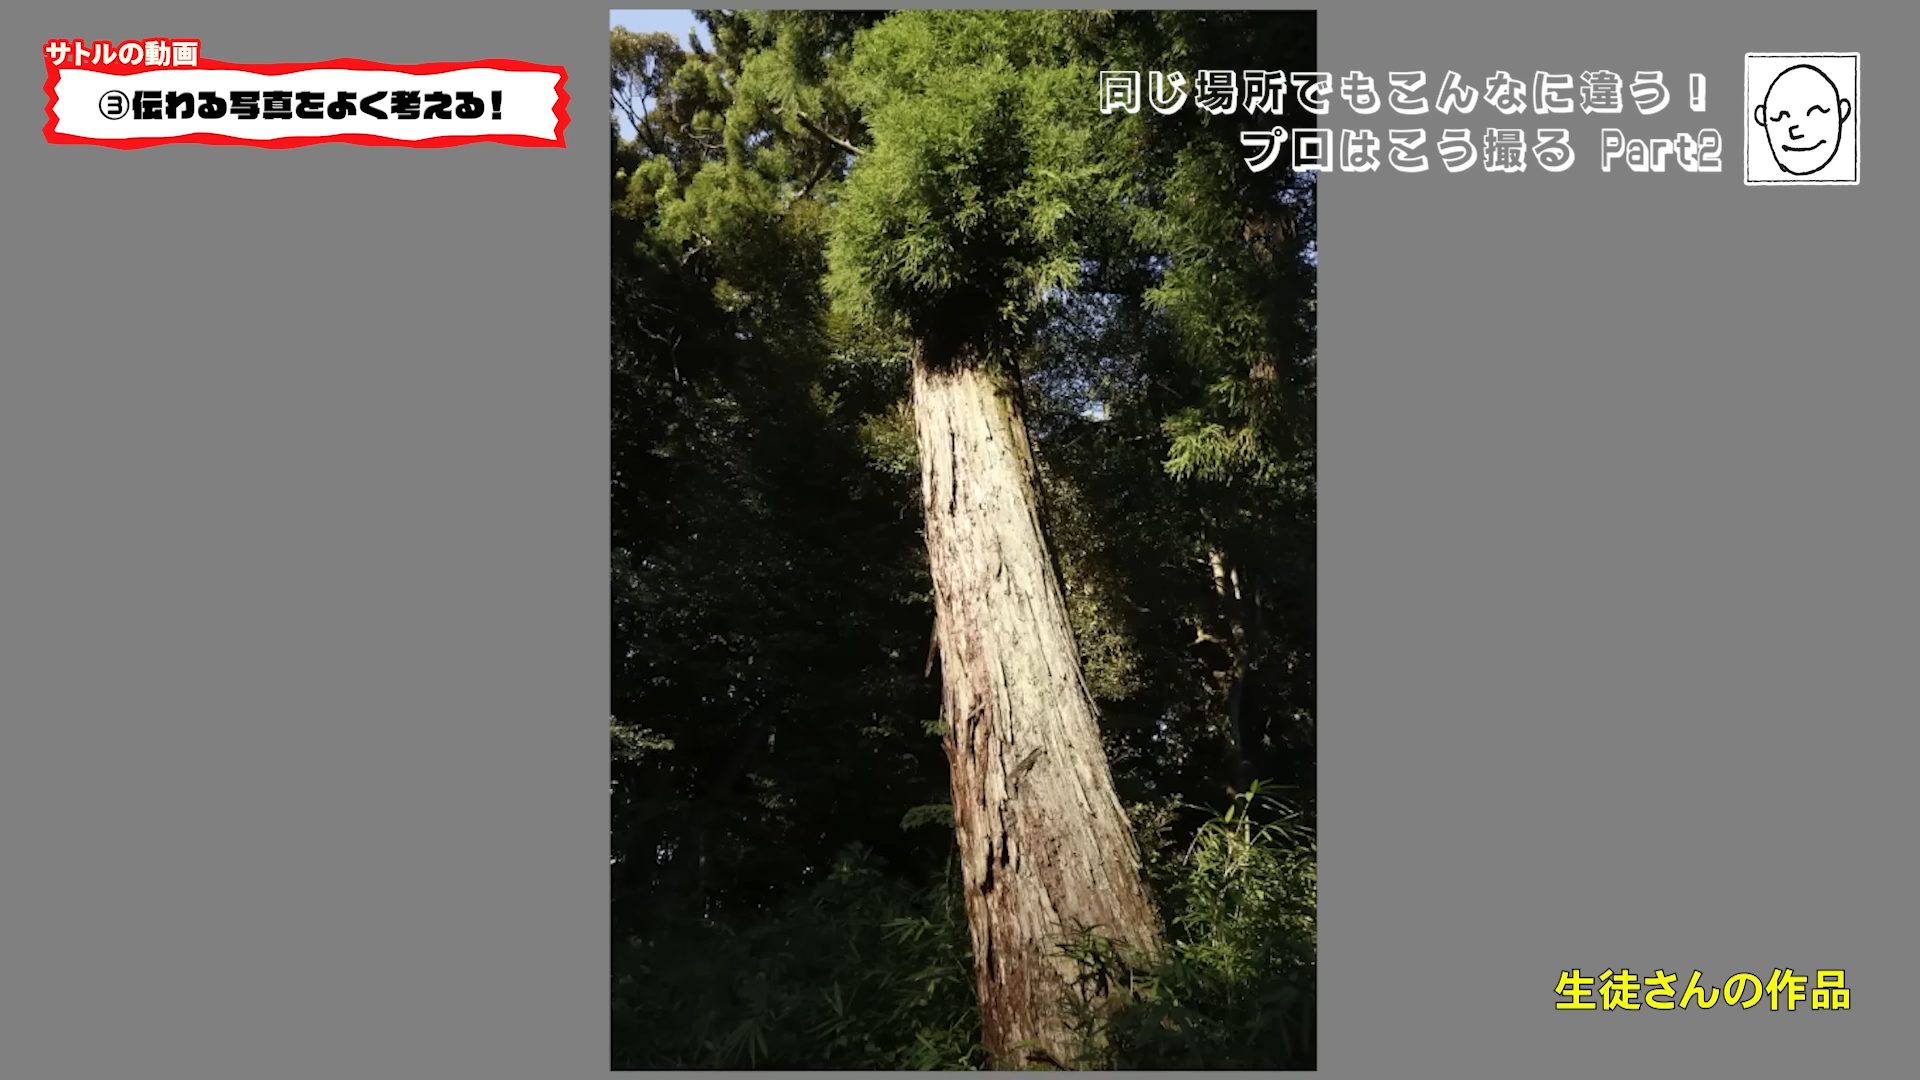 サトルの動画
③伝わる写真をよく考える！
同じ場所でもこんなに違う！
プロはこう撮る Part2
生徒さんの作品